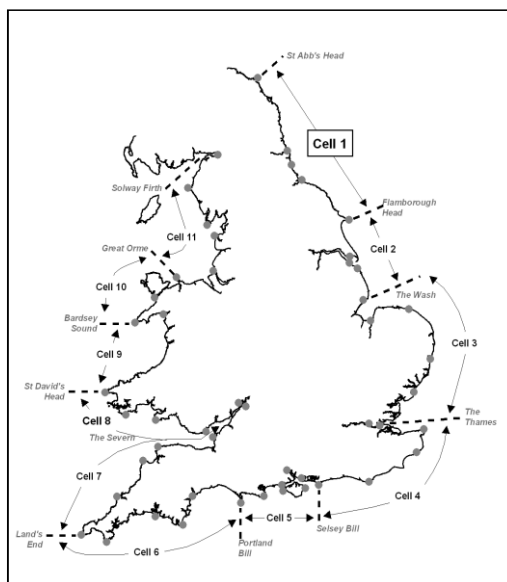 St Abb's Head
Cell 1
Solway Firth
Flamborough
Head
Cell 11
Great Orme
Cell 2
Cell 10
The Wash
Bardsey
Sound
Cell 3
Cell 9
St David's
Head
Cell 8
The
Thames
The Severn
Cell 7
Cell 4
Cell 5
Land's
End
Selsey Bill
Cell 6
Portland
Bill